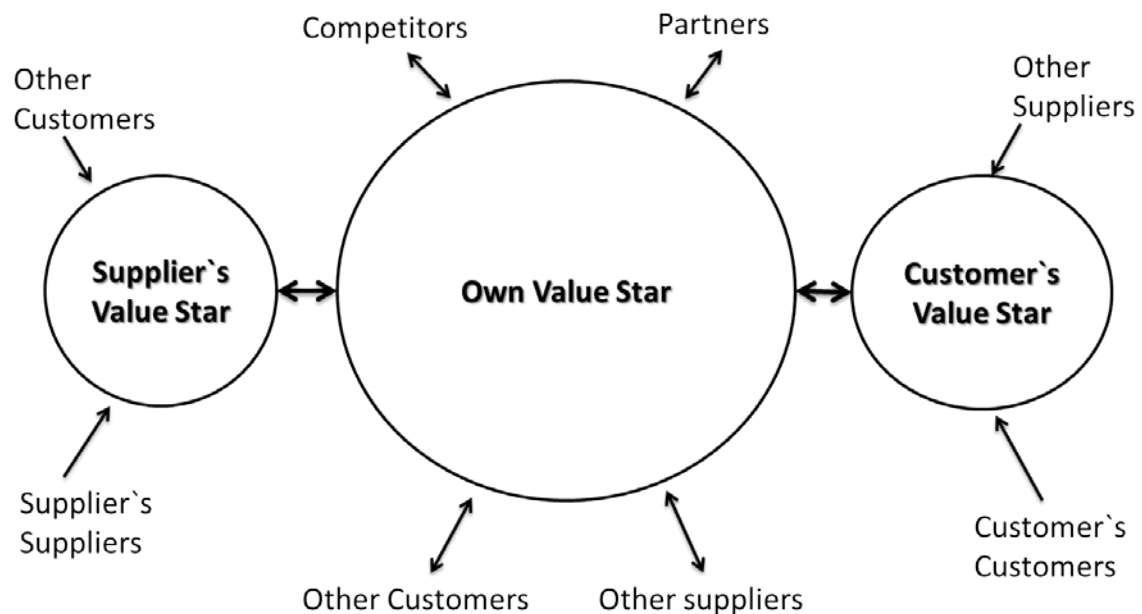 Competitors
Partners
Other
Customers
Other
Suppliers
Supplier`s
Value Star
Own Value Star
Customer`s
Value Star
Supplier`s
Suppliers
Customer`s
Customers
Other Customers
Other suppliers